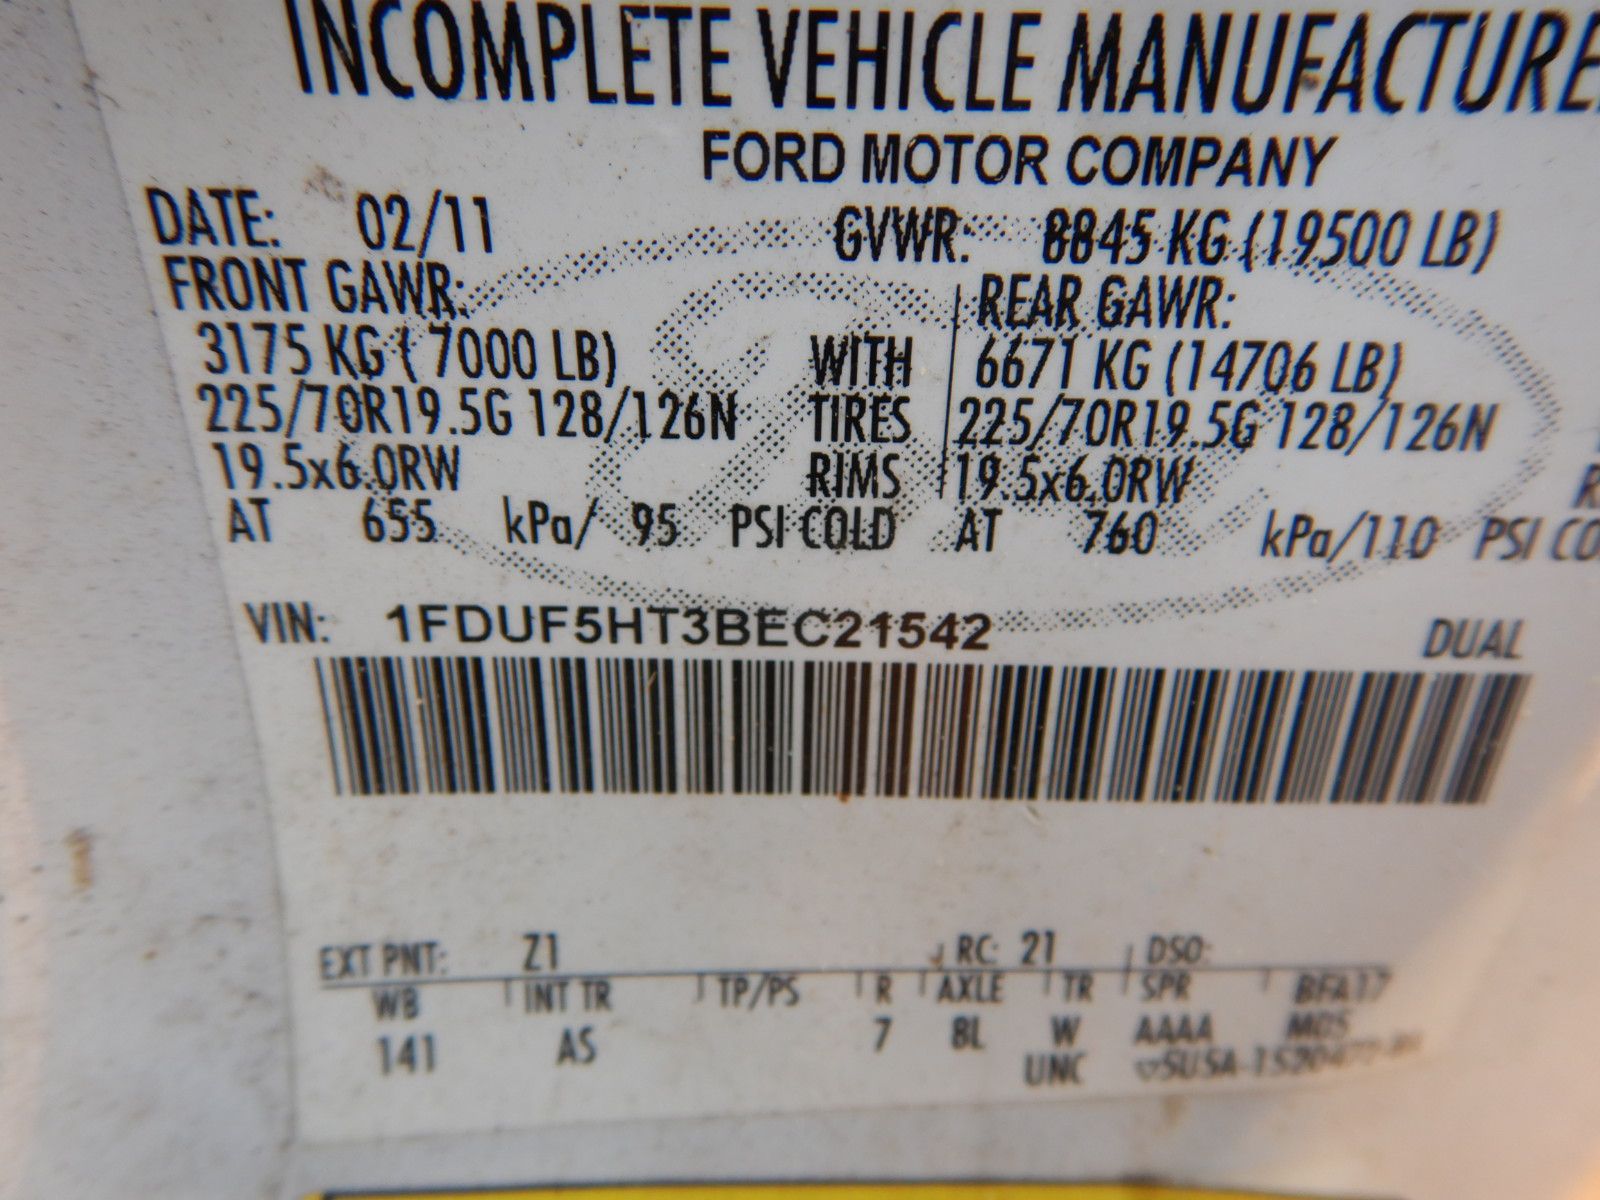 INCOMPLETE VEHICLE MANUFACTURE
FORD MOTOR COMPANY
DATE: 02/11 GVWR: 8845 KG (19500 LB)
FRONT GAWR: REAR GAWR:
3175 KG ( 7000 LB) WITH 6671 KG (14706 LB)
225/70R19.5G 128/126N TIRES 225/70R19.5G 128/126N
19.5x6.0RW RIMS 19.5x6.0RW
AT 655 kPa/ 95 PSI COLD AT 760 kPa/110 PSI CO
VIN: 1FDUF5HT3BEC21542 DUAL
EXT PNT: Z1 RC: 21 DSO:
WB INT TR TP/PS R AXLE TR SPR BFA17
141 AS 7 8L W AAAA M05
UNC